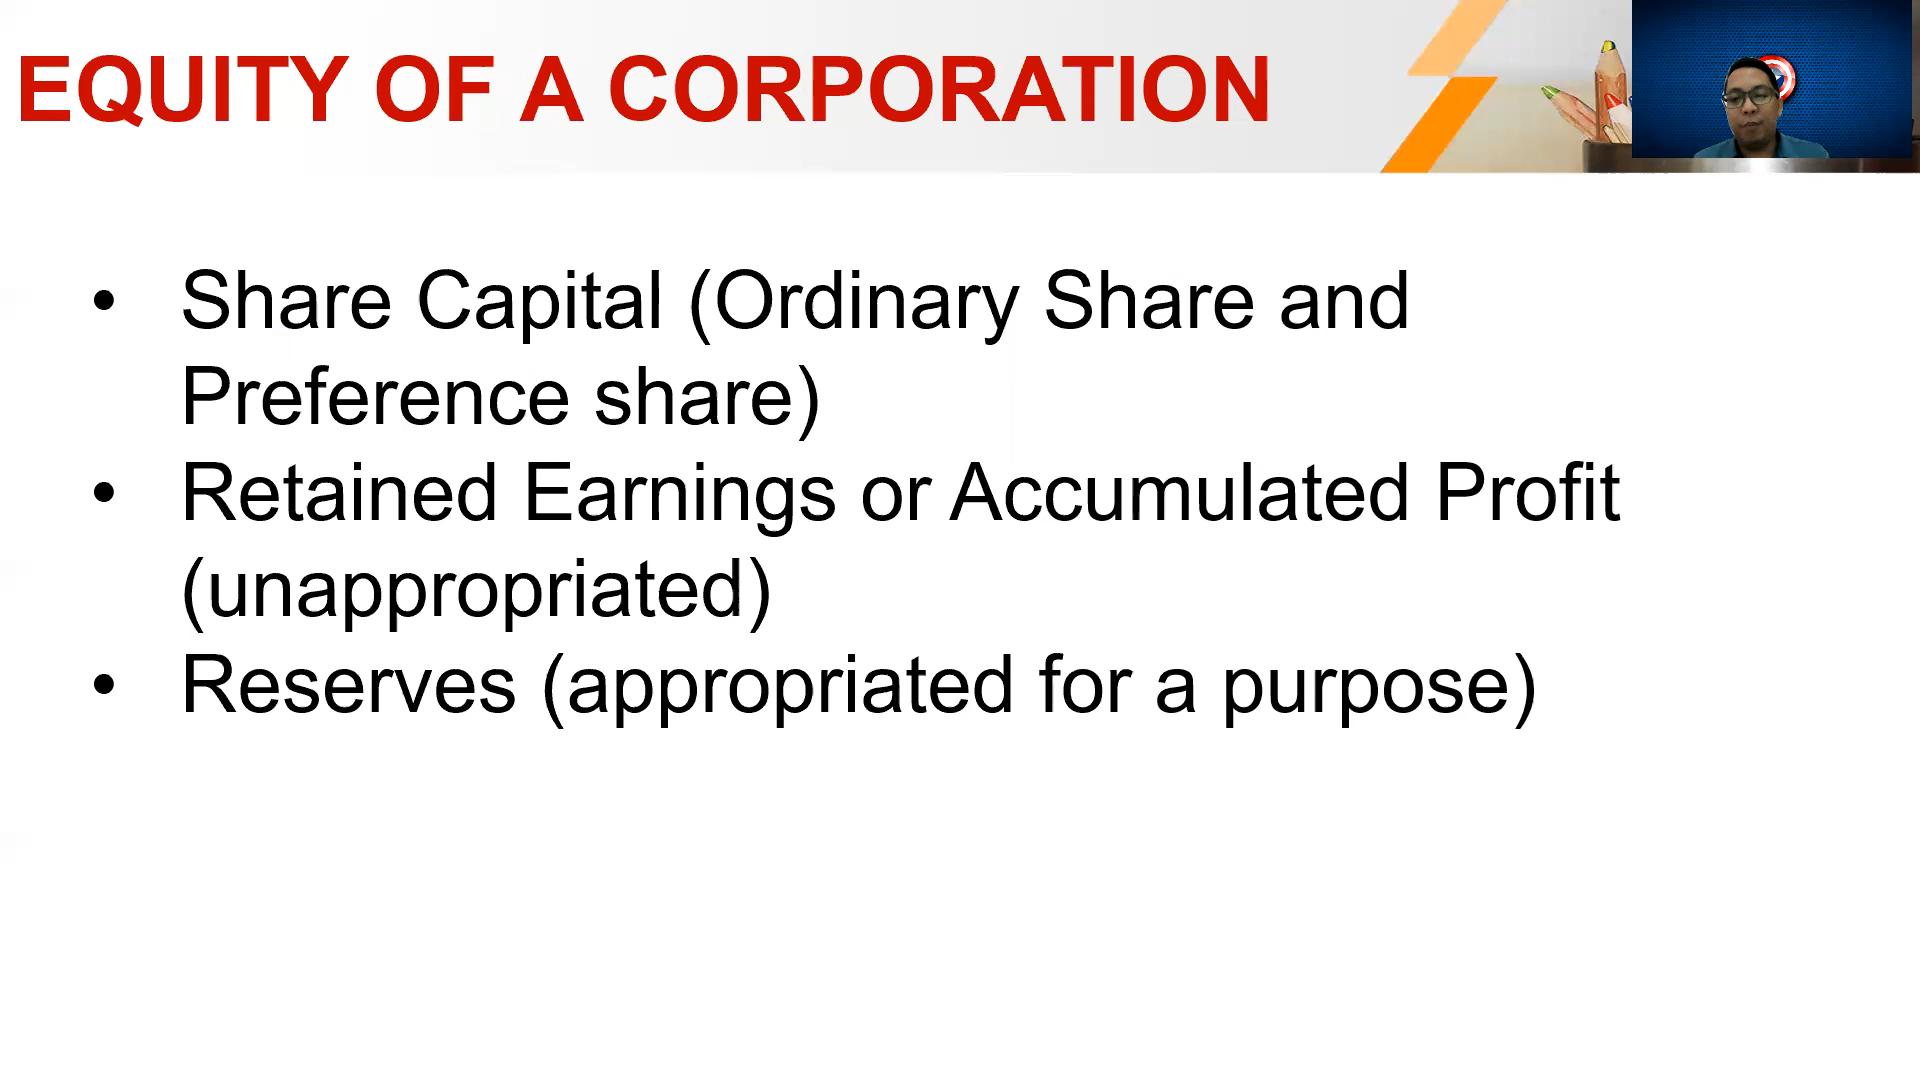 EQUITY OF A CORPORATION
• Share Capital (Ordinary Share and
Preference share)
• Retained Earnings or Accumulated Profit
(unappropriated)
• Reserves (appropriated for a purpose)